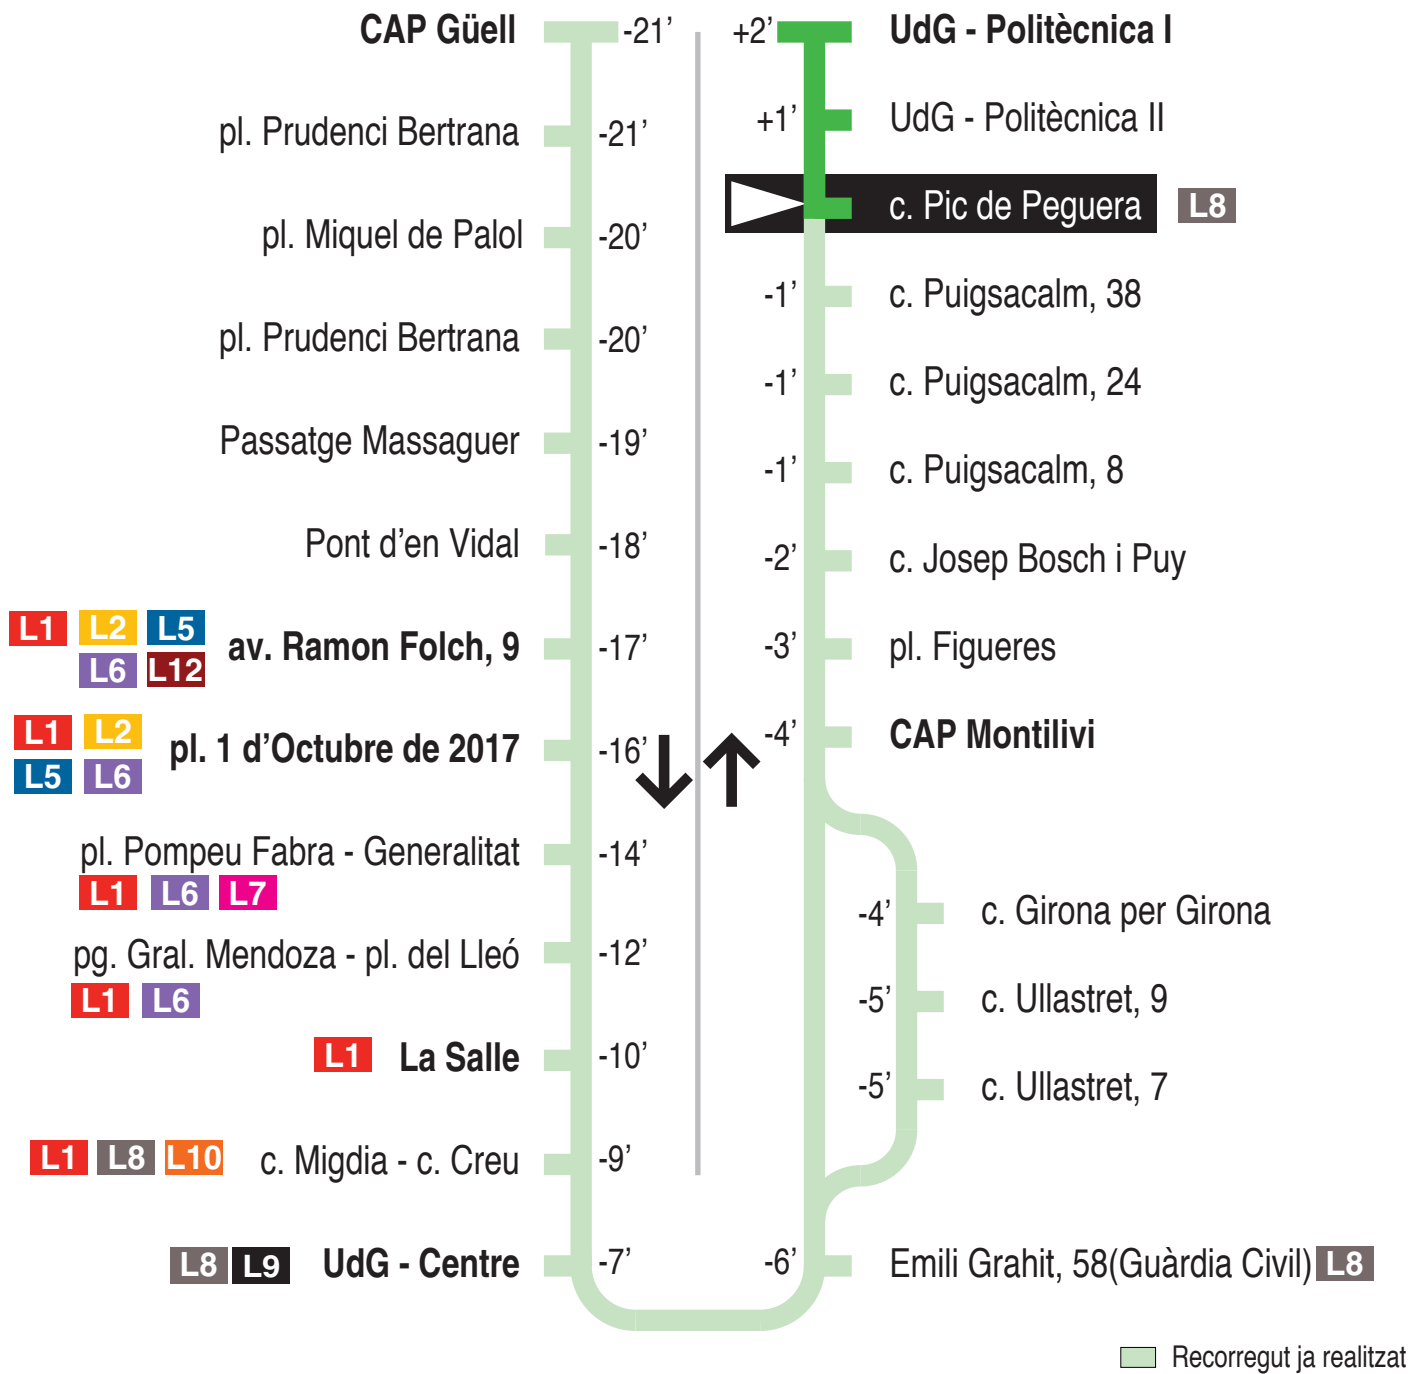 CAP Güell -21’
pl. Prudenci Bertrana -21’
pl. Miquel de Palol -20’
pl. Prudenci Bertrana -20’
Passatge Massaguer -19’
Pont d’en Vidal -18’
L1 L2 L5
L6 L12
av. Ramon Folch, 9 -17’
L1 L2
L5 L6
pl. 1 d’Octubre de 2017 -16’
pl. Pompeu Fabra - Generalitat -14’
L1 L6 L7
pg. Gral. Mendoza - pl. del Lleó -12’
L1 L6
L1 La Salle -10’
L1 L8 L10 c. Migdia - c. Creu -9’
L8 L9 UdG - Centre -7’
+2’ UdG - Politècnica I
+1’ UdG - Politècnica II
c. Pic de Peguera L8
-1’ c. Puigsacalm, 38
-1’ c. Puigsacalm, 24
-1’ c. Puigsacalm, 8
-2’ c. Josep Bosch i Puy
-3’ pl. Figueres
-4’ CAP Montilivi
-4’ c. Girona per Girona
-5’ c. Ullastret, 9
-5’ c. Ullastret, 7
-6’ Emili Grahit, 58(Guàrdia Civil) L8
Recorregut ja realitzat